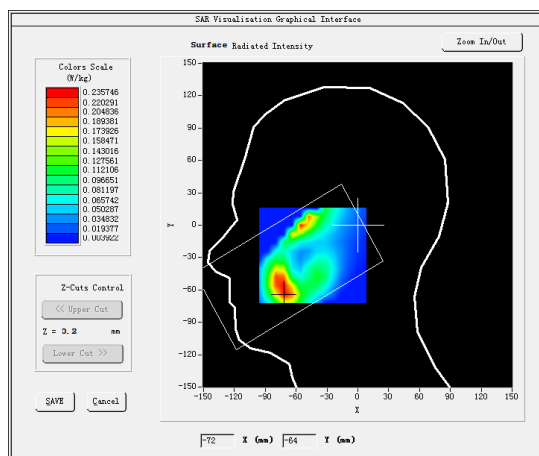 SAR Visualisation Graphical Interface
Surface Radiated Intensity
Zoom In/Out
Colors Scale
(W/kg)
0.235746
0.220291
0.204836
0.189381
0.173926
0.158471
0.143016
0.127561
0.112106
0.096651
0.081197
0.065742
0.050287
0.034832
0.019377
0.003922
Z-Cuts Control
<< Upper Cut
Z = 0.2 mm
Lower Cut >>
SAVE Cancel
150
120
90
60
30
0
-30
-60
-90
-120
-150
Y
-150 -120 -90 -60 -30 0 30 60 90 120 150
X
-72 X (mm) -64 Y (mm)